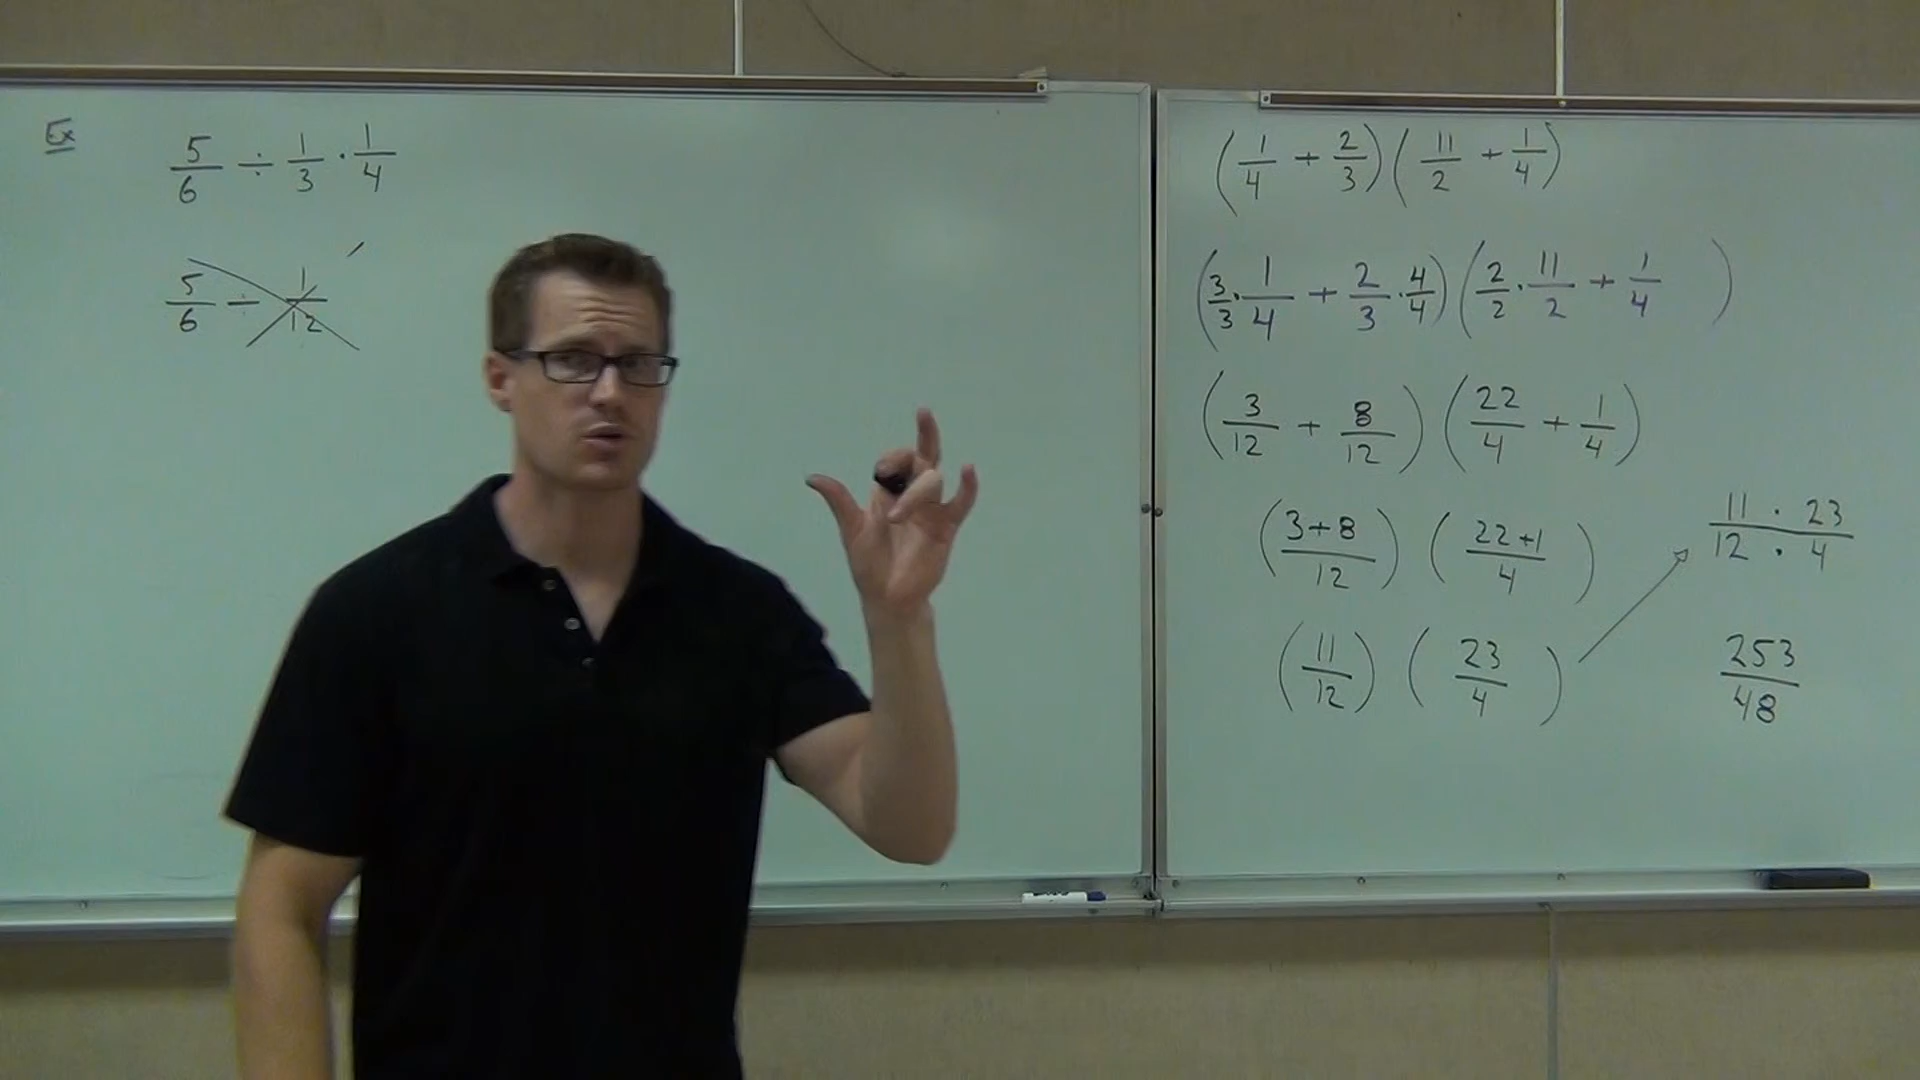 Ex
5/6 ÷ 1/3 · 1/4
5/6 ÷ 1/12
(1/4 + 2/3)(11/2 + 1/4)
(3/3 · 1/4 + 2/3 · 4/4)(2/2 · 11/2 + 1/4)
(3/12 + 8/12)(22/4 + 1/4)
(3+8/12)(22+1/4)
(11/12)(23/4)
11 · 23/12 · 4
253/48